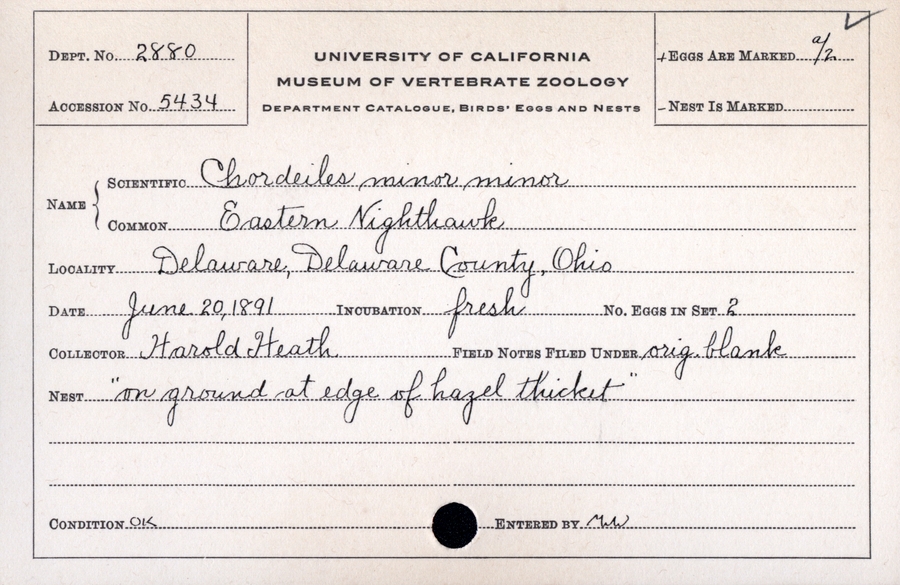 DEPT. No. 2880
ACCESSION No. 5434
UNIVERSITY OF CALIFORNIA
MUSEUM OF VERTEBRATE ZOOLOGY
DEPARTMENT CATALOGUE, BIRDS' EGGS AND NESTS
+EGGS ARE MARKED a/2
–NEST IS MARKED
NAME { SCIENTIFIC Chordeiles minor minor
COMMON Eastern Nighthawk
LOCALITY Delaware, Delaware County, Ohio
DATE June 20, 1891 INCUBATION fresh No. EGGS IN SET 2
COLLECTOR Harold Heath FIELD NOTES FILED UNDER orig. blank
NEST "on ground at edge of hazel thicket"
CONDITION OK ENTERED BY